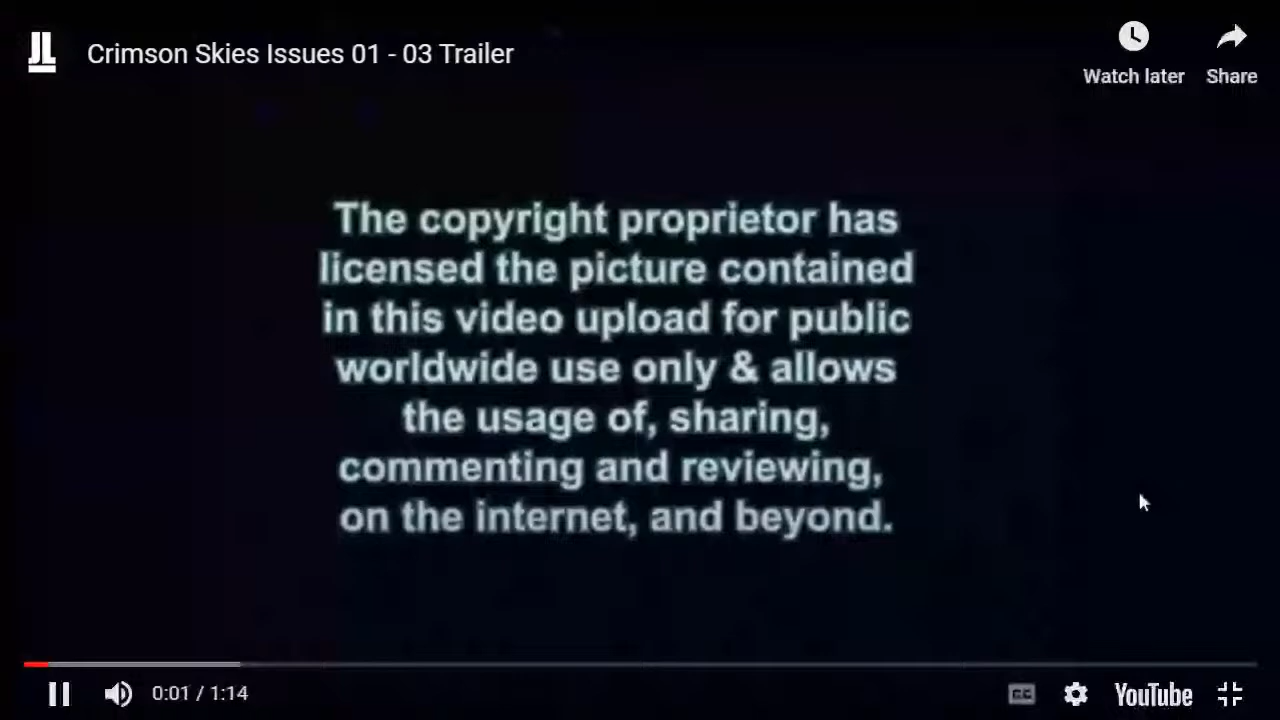 JL Crimson Skies Issues 01 - 03 Trailer
Watch later Share
The copyright proprietor has
licensed the picture contained
in this video upload for public
worldwide use only & allows
the usage of, sharing,
commenting and reviewing,
on the internet, and beyond.
0:01 / 1:14 CC YouTube